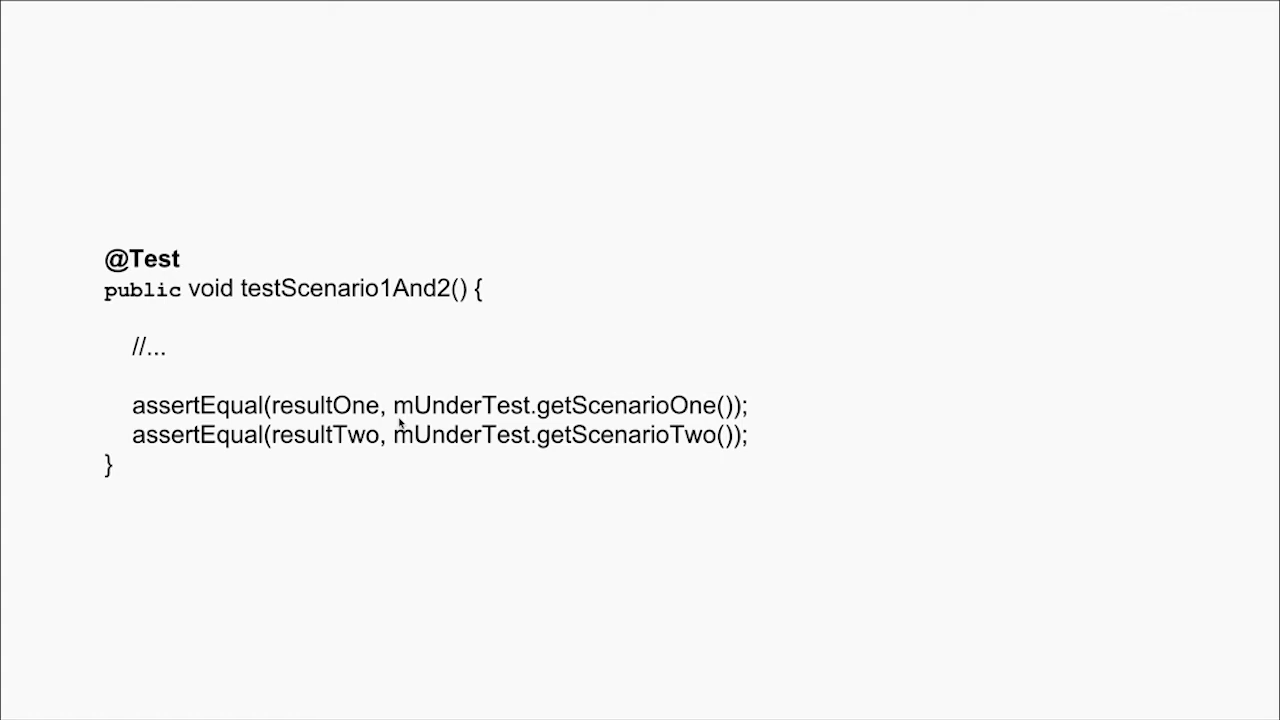 @Test
public void testScenario1And2() {
//...
assertEqual(resultOne, mUnderTest.getScenarioOne());
assertEqual(resultTwo, mUnderTest.getScenarioTwo());
}